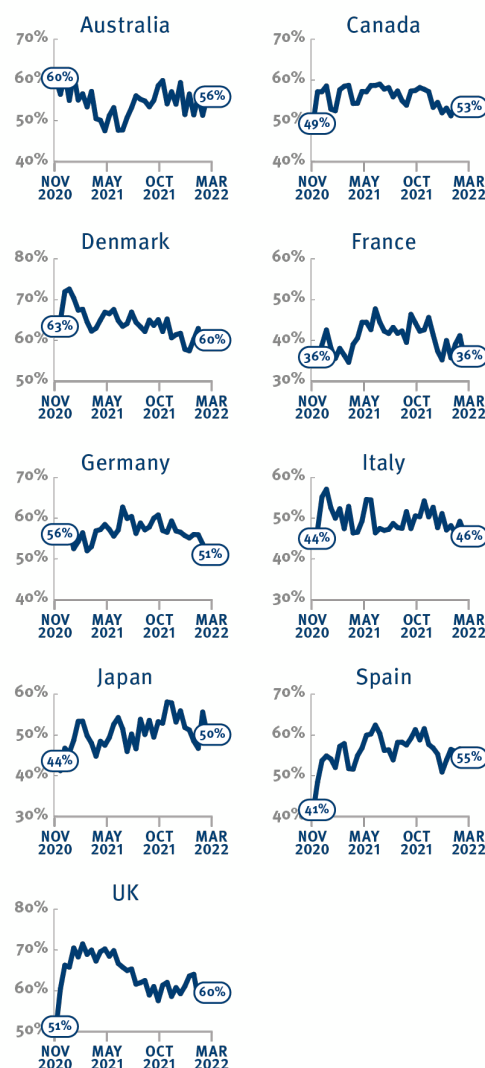 Australia
Canada
70%
60%
50%
40%
60%
56%
NOV
2020
MAY
2021
OCT
2021
MAR
2022
70%
60%
50%
40%
49%
53%
NOV
2020
MAY
2021
OCT
2021
MAR
2022
Denmark
France
80%
70%
60%
50%
63%
60%
NOV
2020
MAY
2021
OCT
2021
MAR
2022
60%
50%
40%
30%
36%
36%
NOV
2020
MAY
2021
OCT
2021
MAR
2022
Germany
Italy
70%
60%
50%
40%
56%
51%
NOV
2020
MAY
2021
OCT
2021
MAR
2022
60%
50%
40%
30%
44%
46%
NOV
2020
MAY
2021
OCT
2021
MAR
2022
Japan
Spain
60%
50%
40%
30%
44%
50%
NOV
2020
MAY
2021
OCT
2021
MAR
2022
70%
60%
50%
40%
41%
55%
NOV
2020
MAY
2021
OCT
2021
MAR
2022
UK
80%
70%
60%
50%
51%
60%
NOV
2020
MAY
2021
OCT
2021
MAR
2022